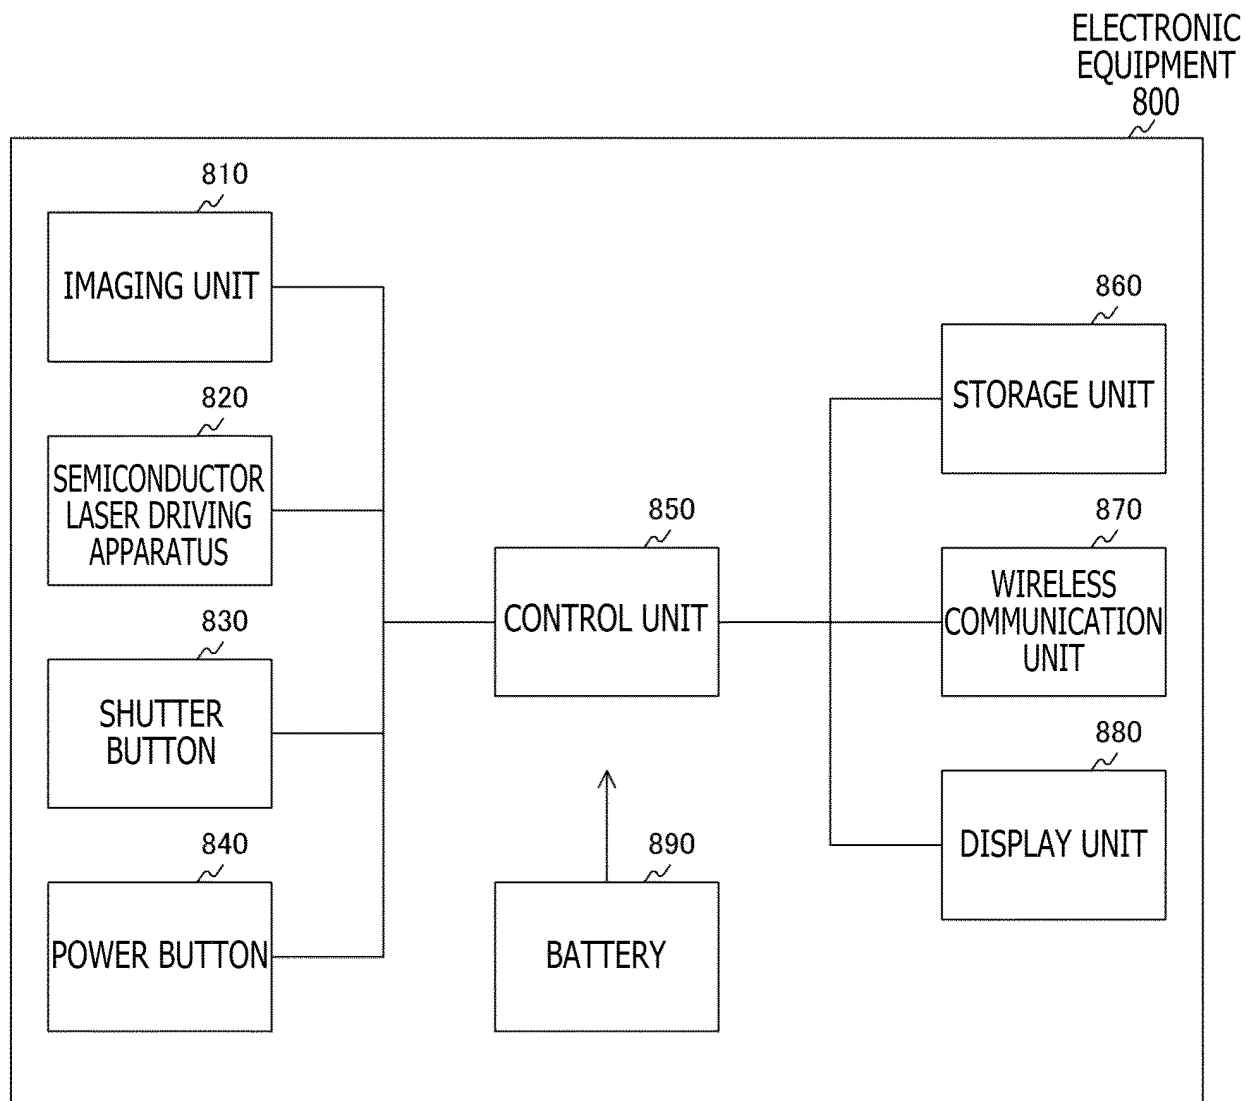 ELECTRONIC
EQUIPMENT
800
810
IMAGING UNIT
820
SEMICONDUCTOR
LASER DRIVING
APPARATUS
830
SHUTTER
BUTTON
840
POWER BUTTON
850
CONTROL UNIT
890
BATTERY
860
STORAGE UNIT
870
WIRELESS
COMMUNICATION
UNIT
880
DISPLAY UNIT